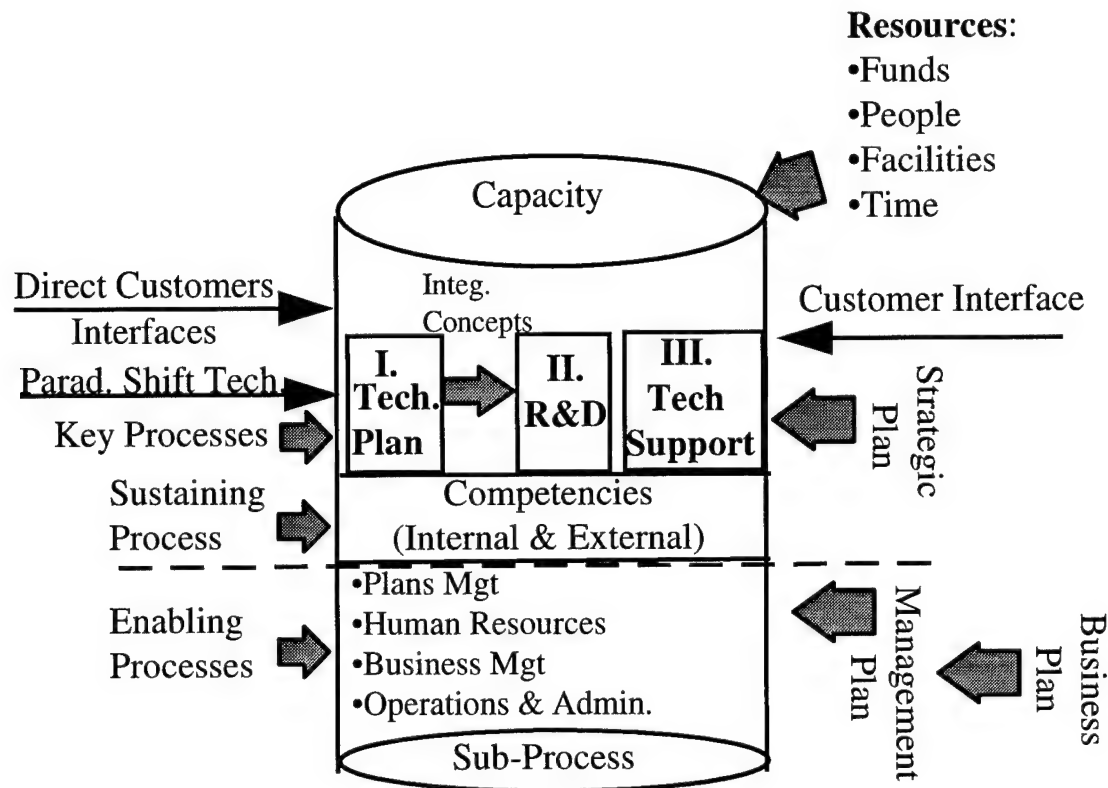 Resources:
•Funds
•People
•Facilities
•Time
Capacity
Direct Customers
Interfaces
Parad. Shift Tech.
Key Processes
Sustaining
Process
Enabling
Processes
Integ.
Concepts
I.
Tech.
Plan
II.
R&D
III.
Tech
Support
Competencies
(Internal & External)
•Plans Mgt
•Human Resources
•Business Mgt
•Operations & Admin.
Sub-Process
Customer Interface
Strategic
Plan
Management
Plan
Business
Plan